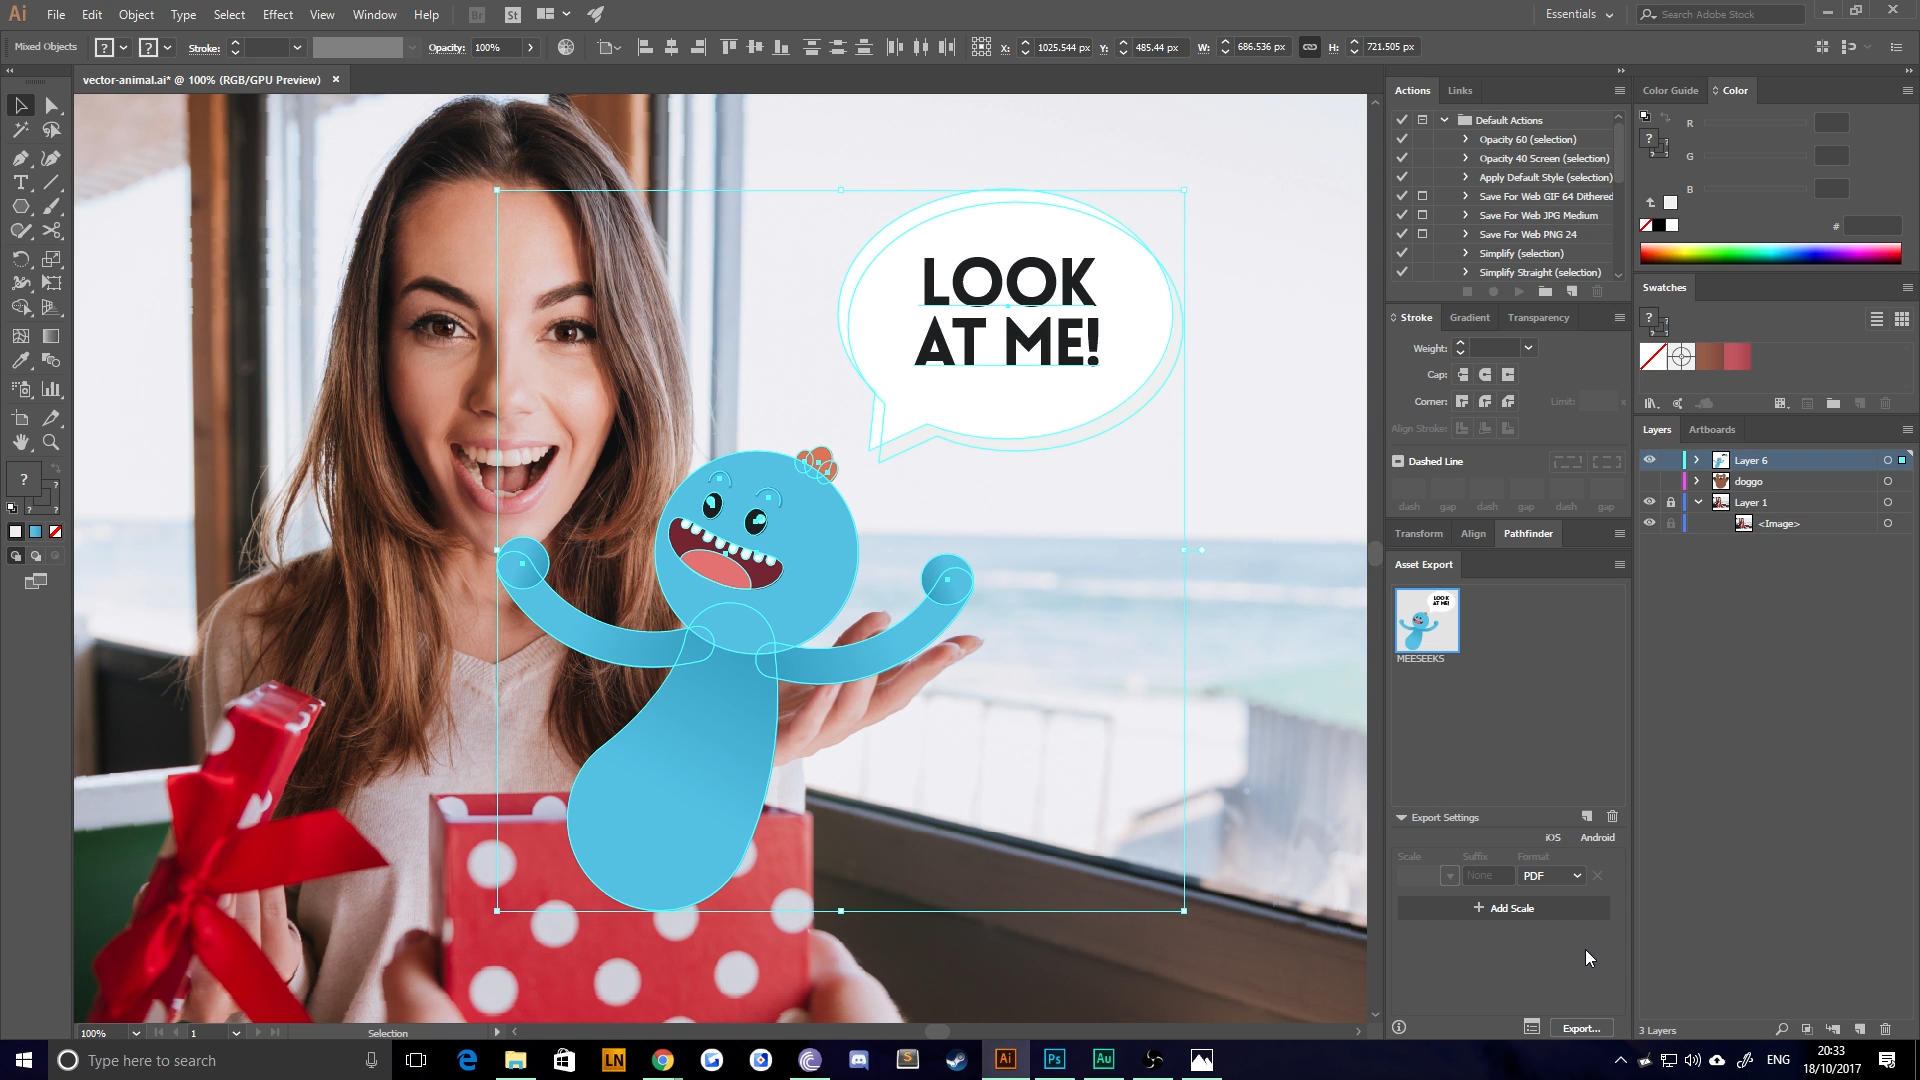 Ai File Edit Object Type Select Effect View Window Help Br St Essentials Search Adobe Stock
Mixed Objects ? ? Stroke: Opacity: 100% X: 1025.544 px Y: 485.44 px W: 686.536 px H: 721.505 px
vector-animal.ai* @ 100% (RGB/GPU Preview)
LOOK
AT ME!
?
?
? ?
100% 1 Selection
Actions Links
Default Actions
Opacity 60 (selection)
Opacity 40 Screen (selection)
Apply Default Style (selection)
Save For Web GIF 64 Dithered
Save For Web JPG Medium
Save For Web PNG 24
Simplify (selection)
Simplify Straight (selection)
Stroke Gradient Transparency
Weight:
Cap:
Corner: Limit: x
Align Stroke:
Dashed Line
dash gap dash gap dash gap
Transform Align Pathfinder
Asset Export
LOOK
AT ME!
MEESEEKS
Export Settings
iOS Android
Scale Suffix Format
None PDF
+ Add Scale
Export...
Color Guide Color
?
R
G
B
#
Swatches
?
Layers Artboards
Layer 6
doggo
Layer 1
<Image>
3 Layers
Type here to search LN S Ai Ps Au ENG 20:33
18/10/2017